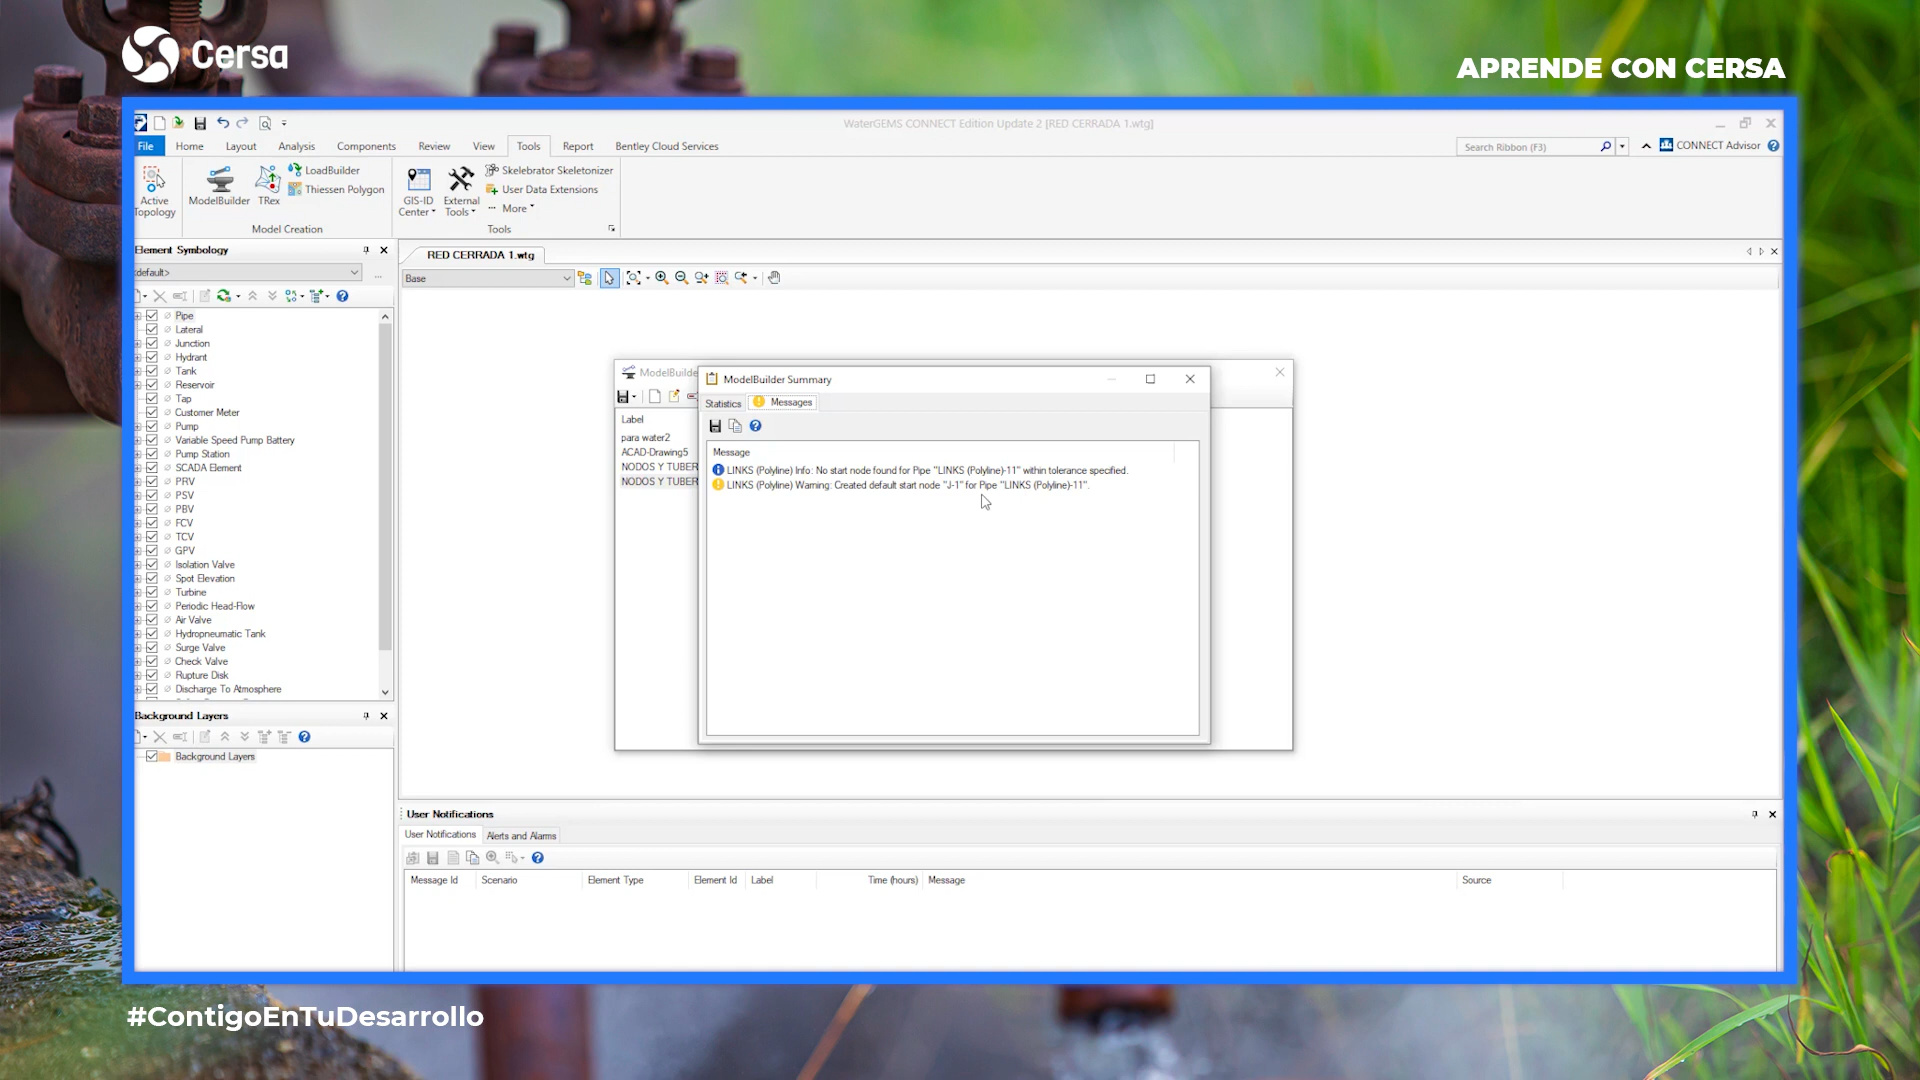 Cersa
APRENDE CON CERSA
WaterGEMS CONNECT Edition Update 2 [RED CERRADA 1.wtg]
File Home Layout Analysis Components Review View Tools Report Bentley Cloud Services
Search Ribbon (F3)
CONNECT Advisor
Active Topology
ModelBuilder
TRex
LoadBuilder
Thiessen Polygon
Model Creation
GIS-ID Center
External Tools
Skelebrator Skeletonizer
User Data Extensions
More
Tools
Element Symbology
<default>
Pipe
Lateral
Junction
Hydrant
Tank
Reservoir
Tap
Customer Meter
Pump
Variable Speed Pump Battery
Pump Station
SCADA Element
PRV
PSV
PBV
FCV
TCV
GPV
Isolation Valve
Spot Elevation
Turbine
Periodic Head-Flow
Air Valve
Hydropneumatic Tank
Surge Valve
Check Valve
Rupture Disk
Discharge To Atmosphere
Background Layers
Background Layers
RED CERRADA 1.wtg
Base
ModelBuilde
Label
para water2
ACAD-Drawing5
NODOS Y TUBER
NODOS Y TUBER
ModelBuilder Summary
Statistics
Messages
Message
LINKS (Polyline) Info: No start node found for Pipe "LINKS (Polyline)-11" within tolerance specified.
LINKS (Polyline) Warning: Created default start node "J-1" for Pipe "LINKS (Polyline)-11".
User Notifications
User Notifications
Alerts and Alarms
Message Id Scenario Element Type Element Id Label Time (hours) Message Source
#ContigoEnTuDesarrollo